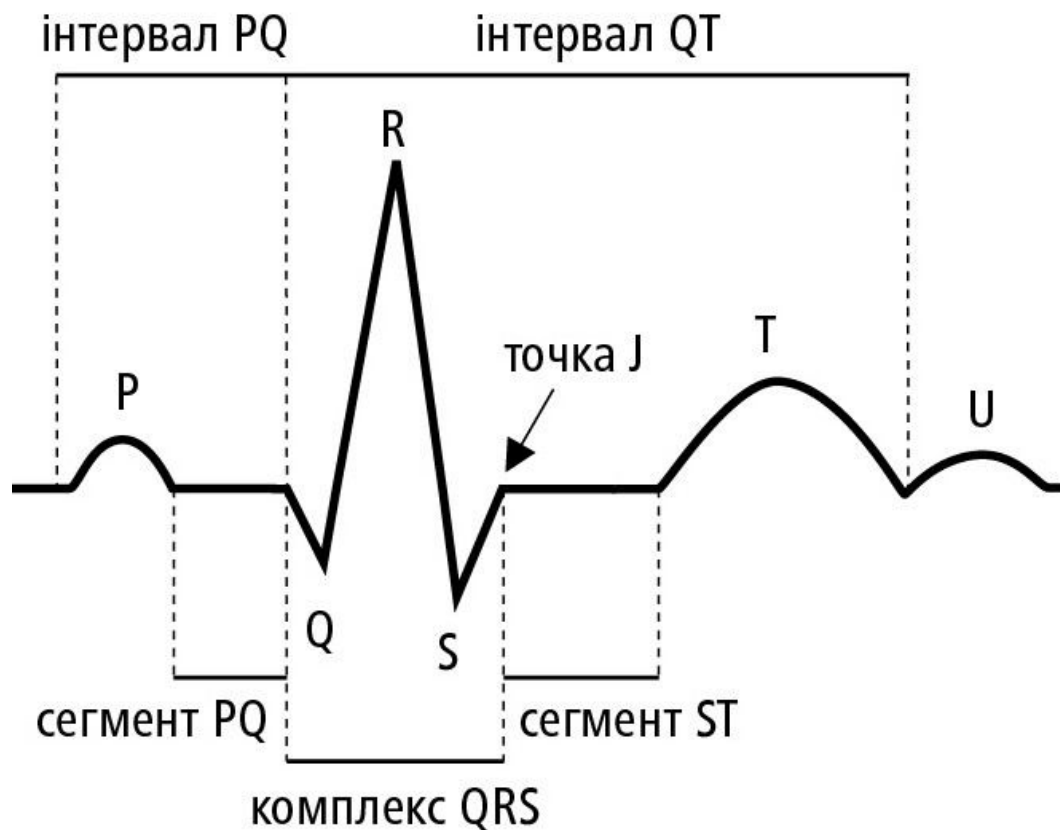 інтервал PQ
інтервал QT
R
точка J
T
P
U
Q
S
сегмент PQ
сегмент ST
комплекс QRS